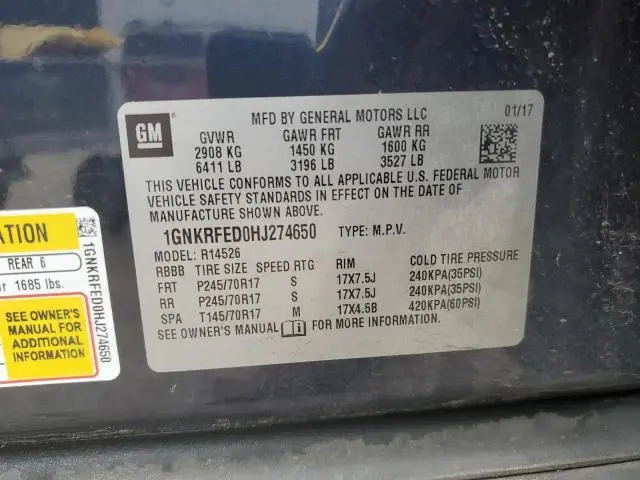 GM
MFD BY GENERAL MOTORS LLC 01/17
GVWR GAWR FRT GAWR RR
2908 KG 1450 KG 1600 KG
6411 LB 3196 LB 3527 LB
THIS VEHICLE CONFORMS TO ALL APPLICABLE U.S. FEDERAL MOTOR
VEHICLE SAFETY STANDARDS IN EFFECT ON THE DATE OF
MANUFACTURE SHOWN ABOVE.
1GNKRFED0HJ274650 TYPE: M.P.V.
MODEL: R14526
RBBB TIRE SIZE SPEED RTG RIM COLD TIRE PRESSURE
FRT P245/70R17 S 17X7.5J 240KPA(35PSI)
RR P245/70R17 S 17X7.5J 240KPA(35PSI)
SPA T145/70R17 M 17X4.5B 420KPA(60PSI)
SEE OWNER'S MANUAL FOR MORE INFORMATION.
ATION
REAR 6
r 1685 lbs.
SEE OWNER'S
MANUAL FOR
ADDITIONAL
INFORMATION
1GNKRFED0HJ274650